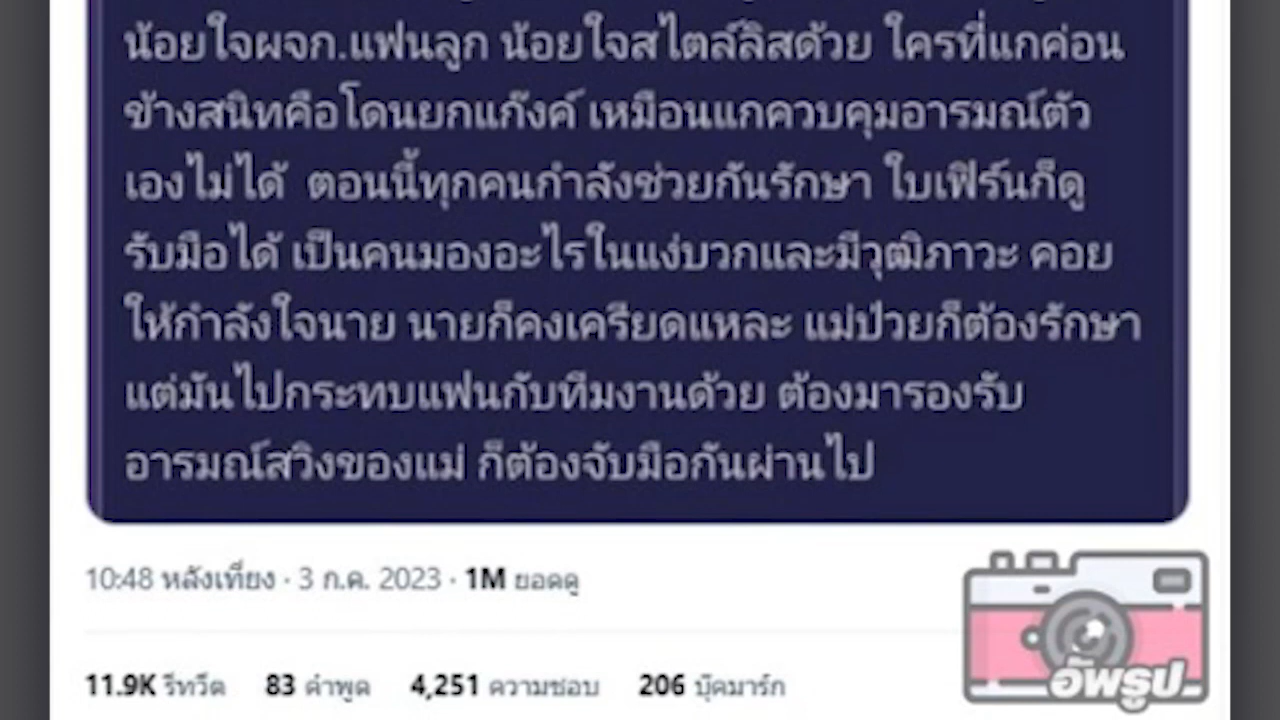 น้อยใจผจก.แฟนลูก น้อยใจสไตล์ลิสด้วย ใครที่แกค่อน
ข้างสนิทคือโดนยกแก๊งค์ เหมือนแกควบคุมอารมณ์ตัว
เองไม่ได้ ตอนนี้ทุกคนกำลังช่วยกันรักษา ใบเฟิร์นก็ดู
รับมือได้ เป็นคนมองอะไรในแง่บวกและมีวุฒิภาวะ คอย
ให้กำลังใจนาย นายก็คงเครียดแหละ แม่ป่วยก็ต้องรักษา
แต่มันไปกระทบแฟนกับทีมงานด้วย ต้องมารองรับ
อารมณ์สวิงของแม่ ก็ต้องจับมือกันผ่านไป
10:48 หลังเที่ยง · 3 ก.ค. 2023 · 1M ยอดดู
11.9K รีทวีต 83 คำพูด 4,251 ความชอบ 206 บุ๊คมาร์ก
อัพรูป